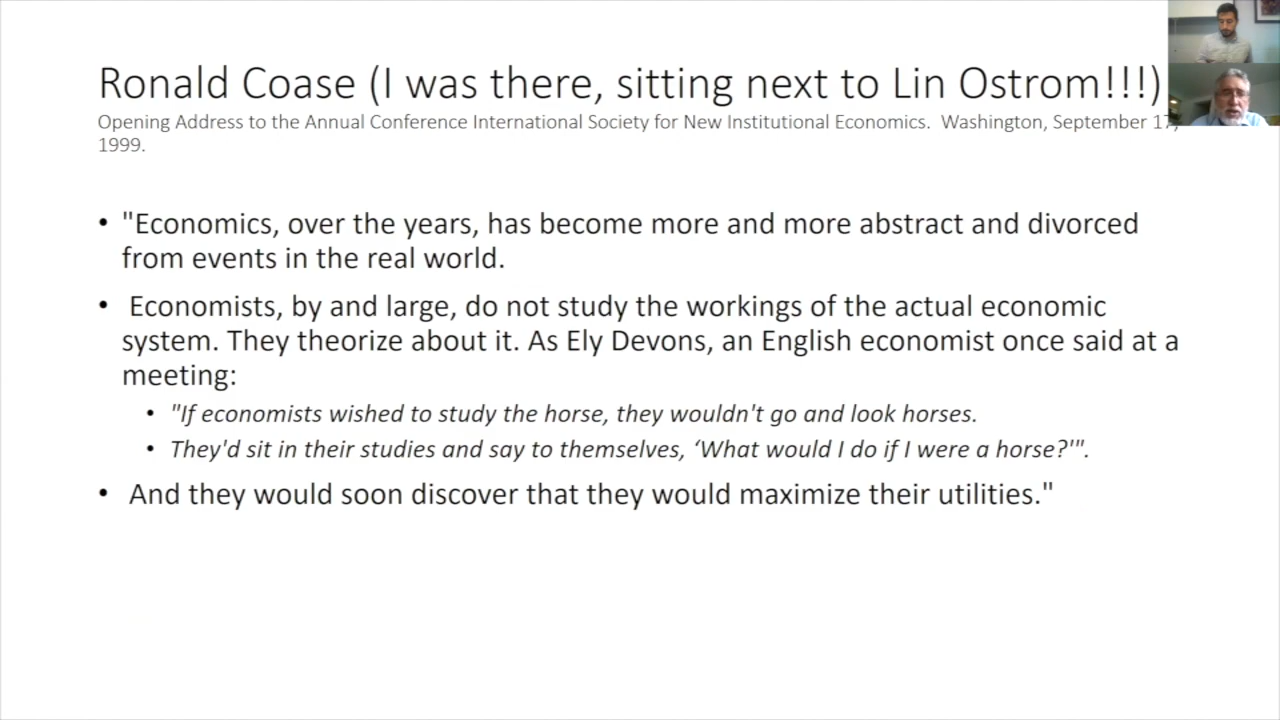 Ronald Coase (I was there, sitting next to Lin Ostrom!!!)
Opening Address to the Annual Conference International Society for New Institutional Economics.  Washington, September 17,
1999.
• "Economics, over the years, has become more and more abstract and divorced
from events in the real world.
• Economists, by and large, do not study the workings of the actual economic
system. They theorize about it. As Ely Devons, an English economist once said at a
meeting:
• "If economists wished to study the horse, they wouldn't go and look horses.
• They'd sit in their studies and say to themselves, ‘What would I do if I were a horse?'".
• And they would soon discover that they would maximize their utilities."